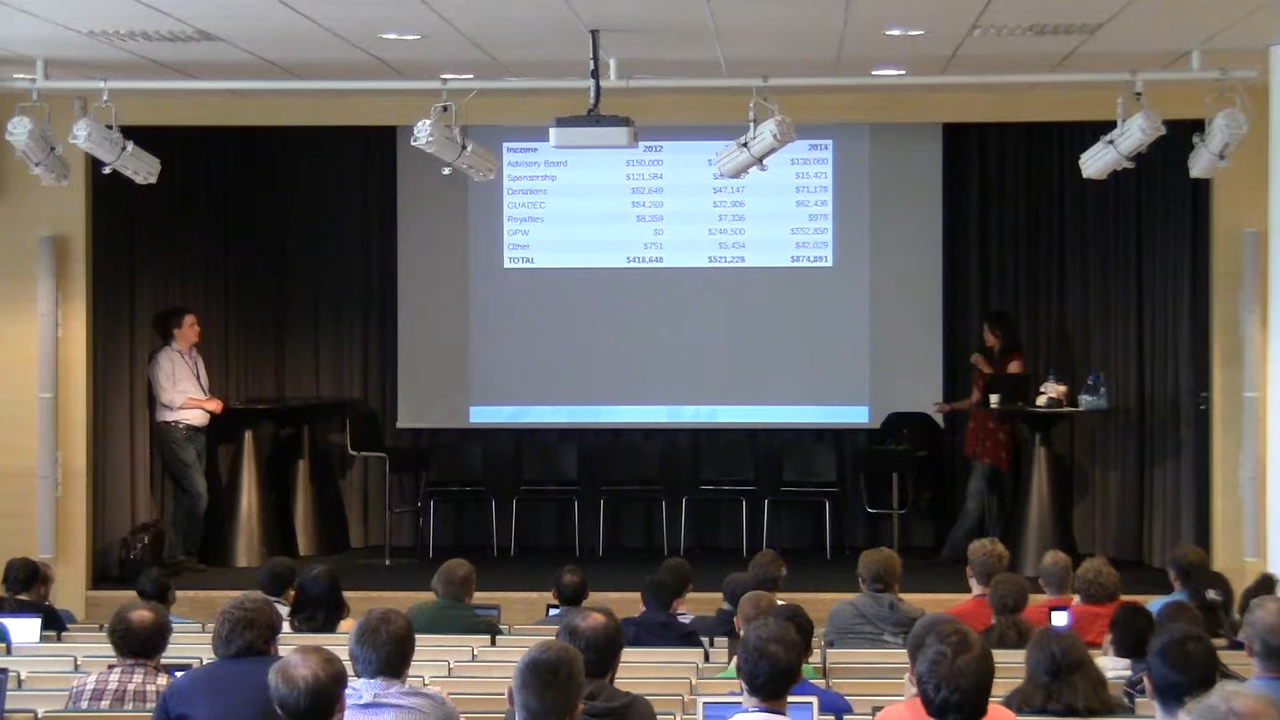 Income 2012 2014
Advisory Board $150,000 $130,000
Sponsorship $121,584 $15,421
Donations $52,649 $47,147 $71,178
GUADEC $84,269 $32,906 $62,436
Royalties $8,359 $7,336 $978
OPW $0 $240,500 $552,850
Other $751 $5,434 $42,029
TOTAL $418,648 $521,228 $874,891